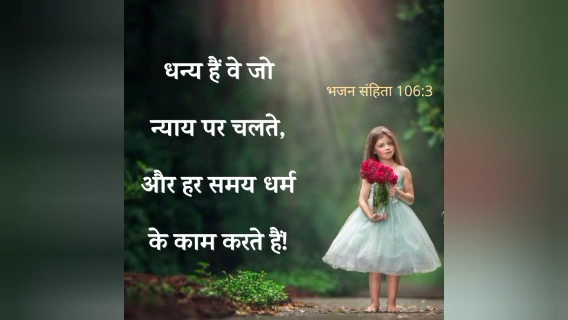 धन्य हैं वे जो
भजन संहिता 106:3
न्याय पर चलते,
और हर समय धर्म
के काम करते हैं!